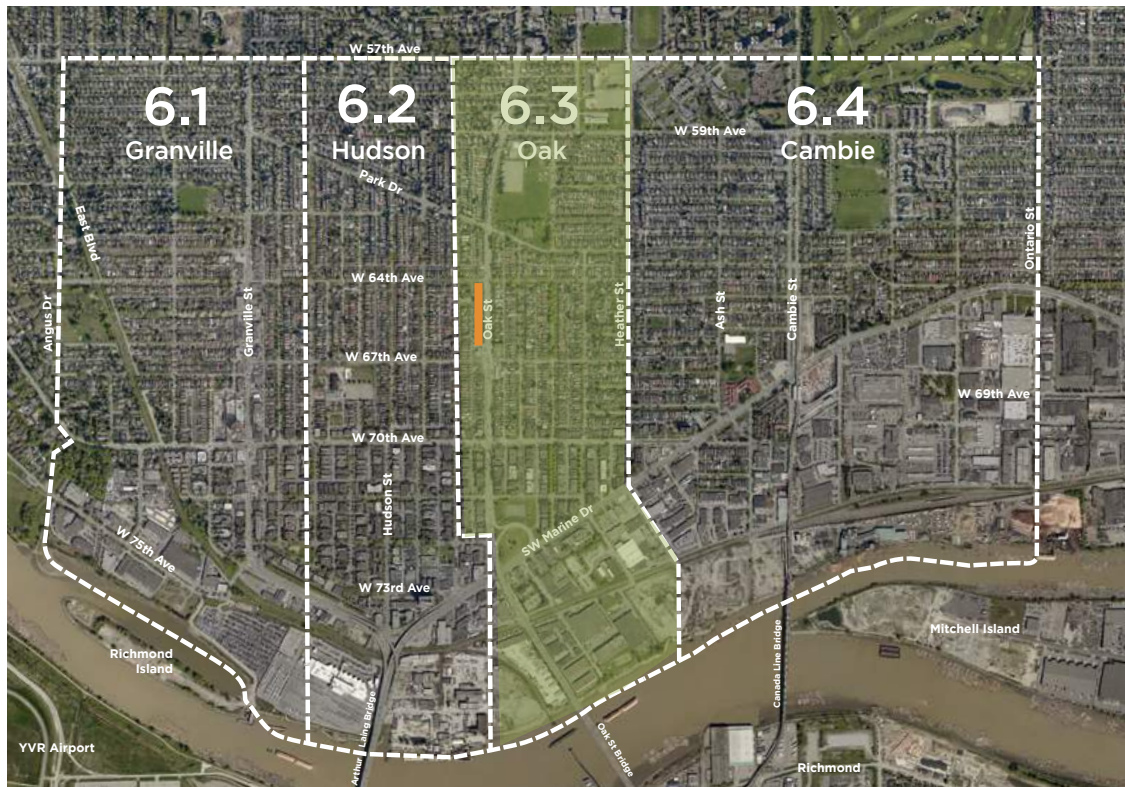 W 57th Ave
6.1
Granville
6.2
Hudson
6.3
Oak
6.4
Cambie
W 59th Ave
Park Dr
East Blvd
Ontario St
W 64th Ave
Angus Dr
Granville St
Oak St
Heather St
Ash St
Cambie St
W 67th Ave
W 69th Ave
W 70th Ave
Hudson St
SW Marine Dr
W 75th Ave
W 73rd Ave
Richmond
Island
Mitchell Island
Canada Line Bridge
Arthur Laing Bridge
Oak St Bridge
YVR Airport
Richmond